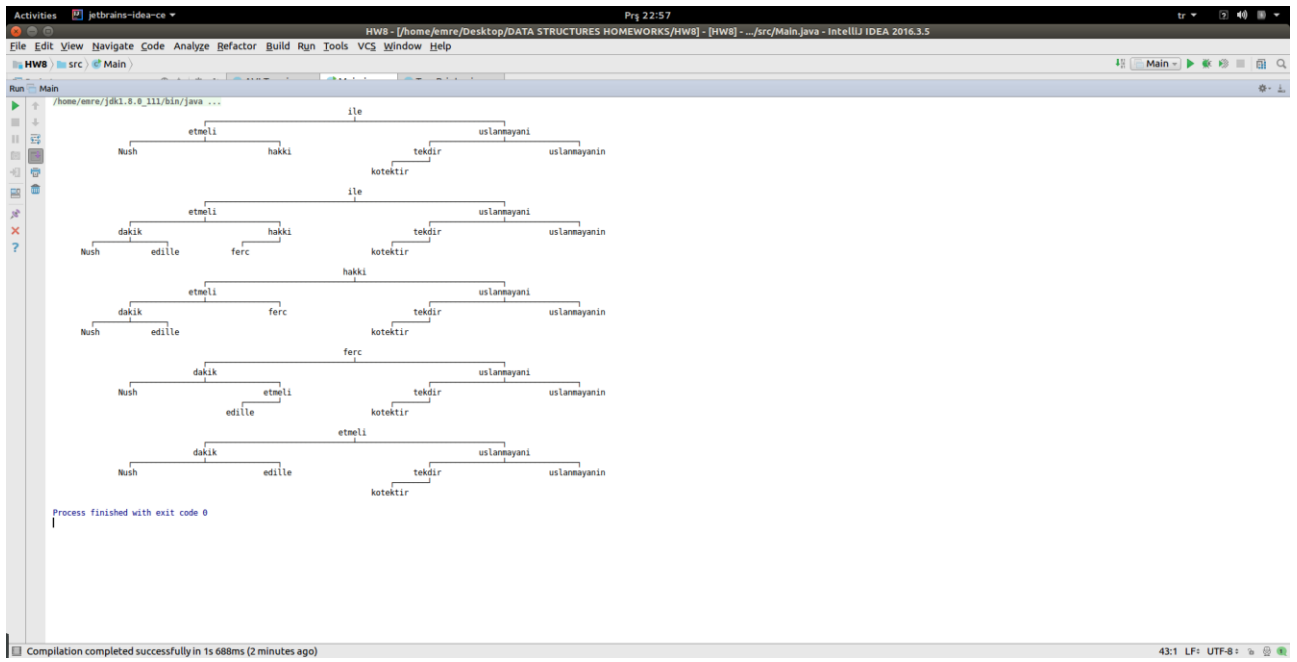 Activities jetbrains-idea-ce Prş 22:57 tr
HW8 - [/home/emre/Desktop/DATA STRUCTURES HOMEWORKS/HW8] - [HW8] - .../src/Main.java - IntelliJ IDEA 2016.3.5
File Edit View Navigate Code Analyze Refactor Build Run Tools VCS Window Help
HW8 src Main Main
Run Main
/home/emre/jdk1.8.0_111/bin/java ...
ile
etmeli uslanmayani
Nush hakki tekdir uslanmayanin
kotektir
ile
etmeli uslanmayani
dakik hakki tekdir uslanmayanin
Nush edille ferc kotektir
hakki
etmeli uslanmayani
dakik ferc tekdir uslanmayanin
Nush edille kotektir
ferc
dakik uslanmayani
Nush etmeli tekdir uslanmayanin
edille kotektir
etmeli
dakik uslanmayani
Nush edille tekdir uslanmayanin
kotektir
Process finished with exit code 0
Compilation completed successfully in 1s 688ms (2 minutes ago) 43:1 LF: UTF-8: